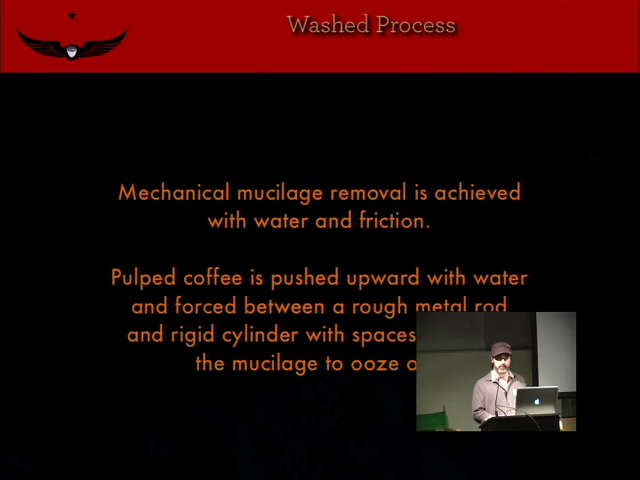 Washed Process
Mechanical mucilage removal is achieved
with water and friction.
Pulped coffee is pushed upward with water
and forced between a rough metal rod
and rigid cylinder with spaces
the mucilage to ooze